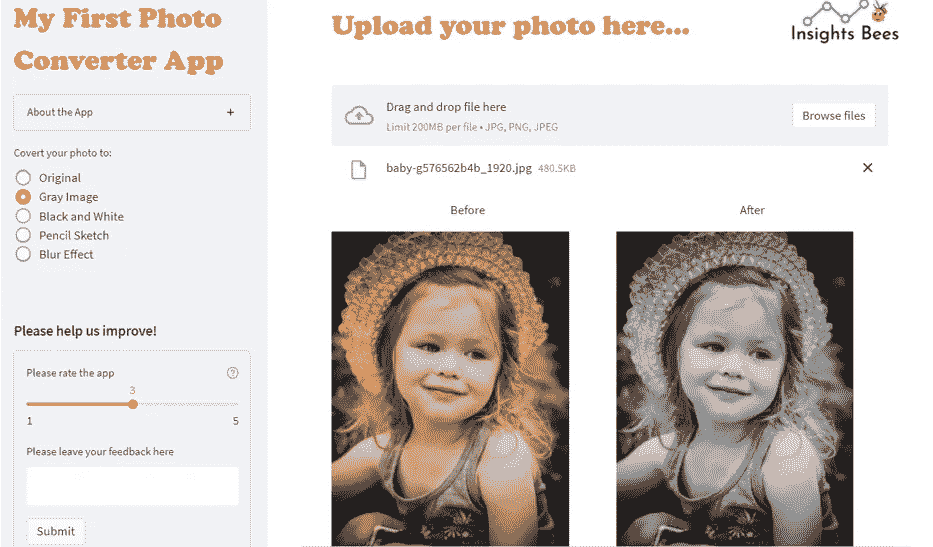 My First Photo
Converter App
About the App +
Covert your photo to:
Original
Gray Image
Black and White
Pencil Sketch
Blur Effect
Please help us improve!
Please rate the app
3
1 5
Please leave your feedback here
Submit
Upload your photo here...
Insights Bees
Drag and drop file here
Limit 200MB per file • JPG, PNG, JPEG
Browse files
baby-g576562b4b_1920.jpg 480.5KB
Before After